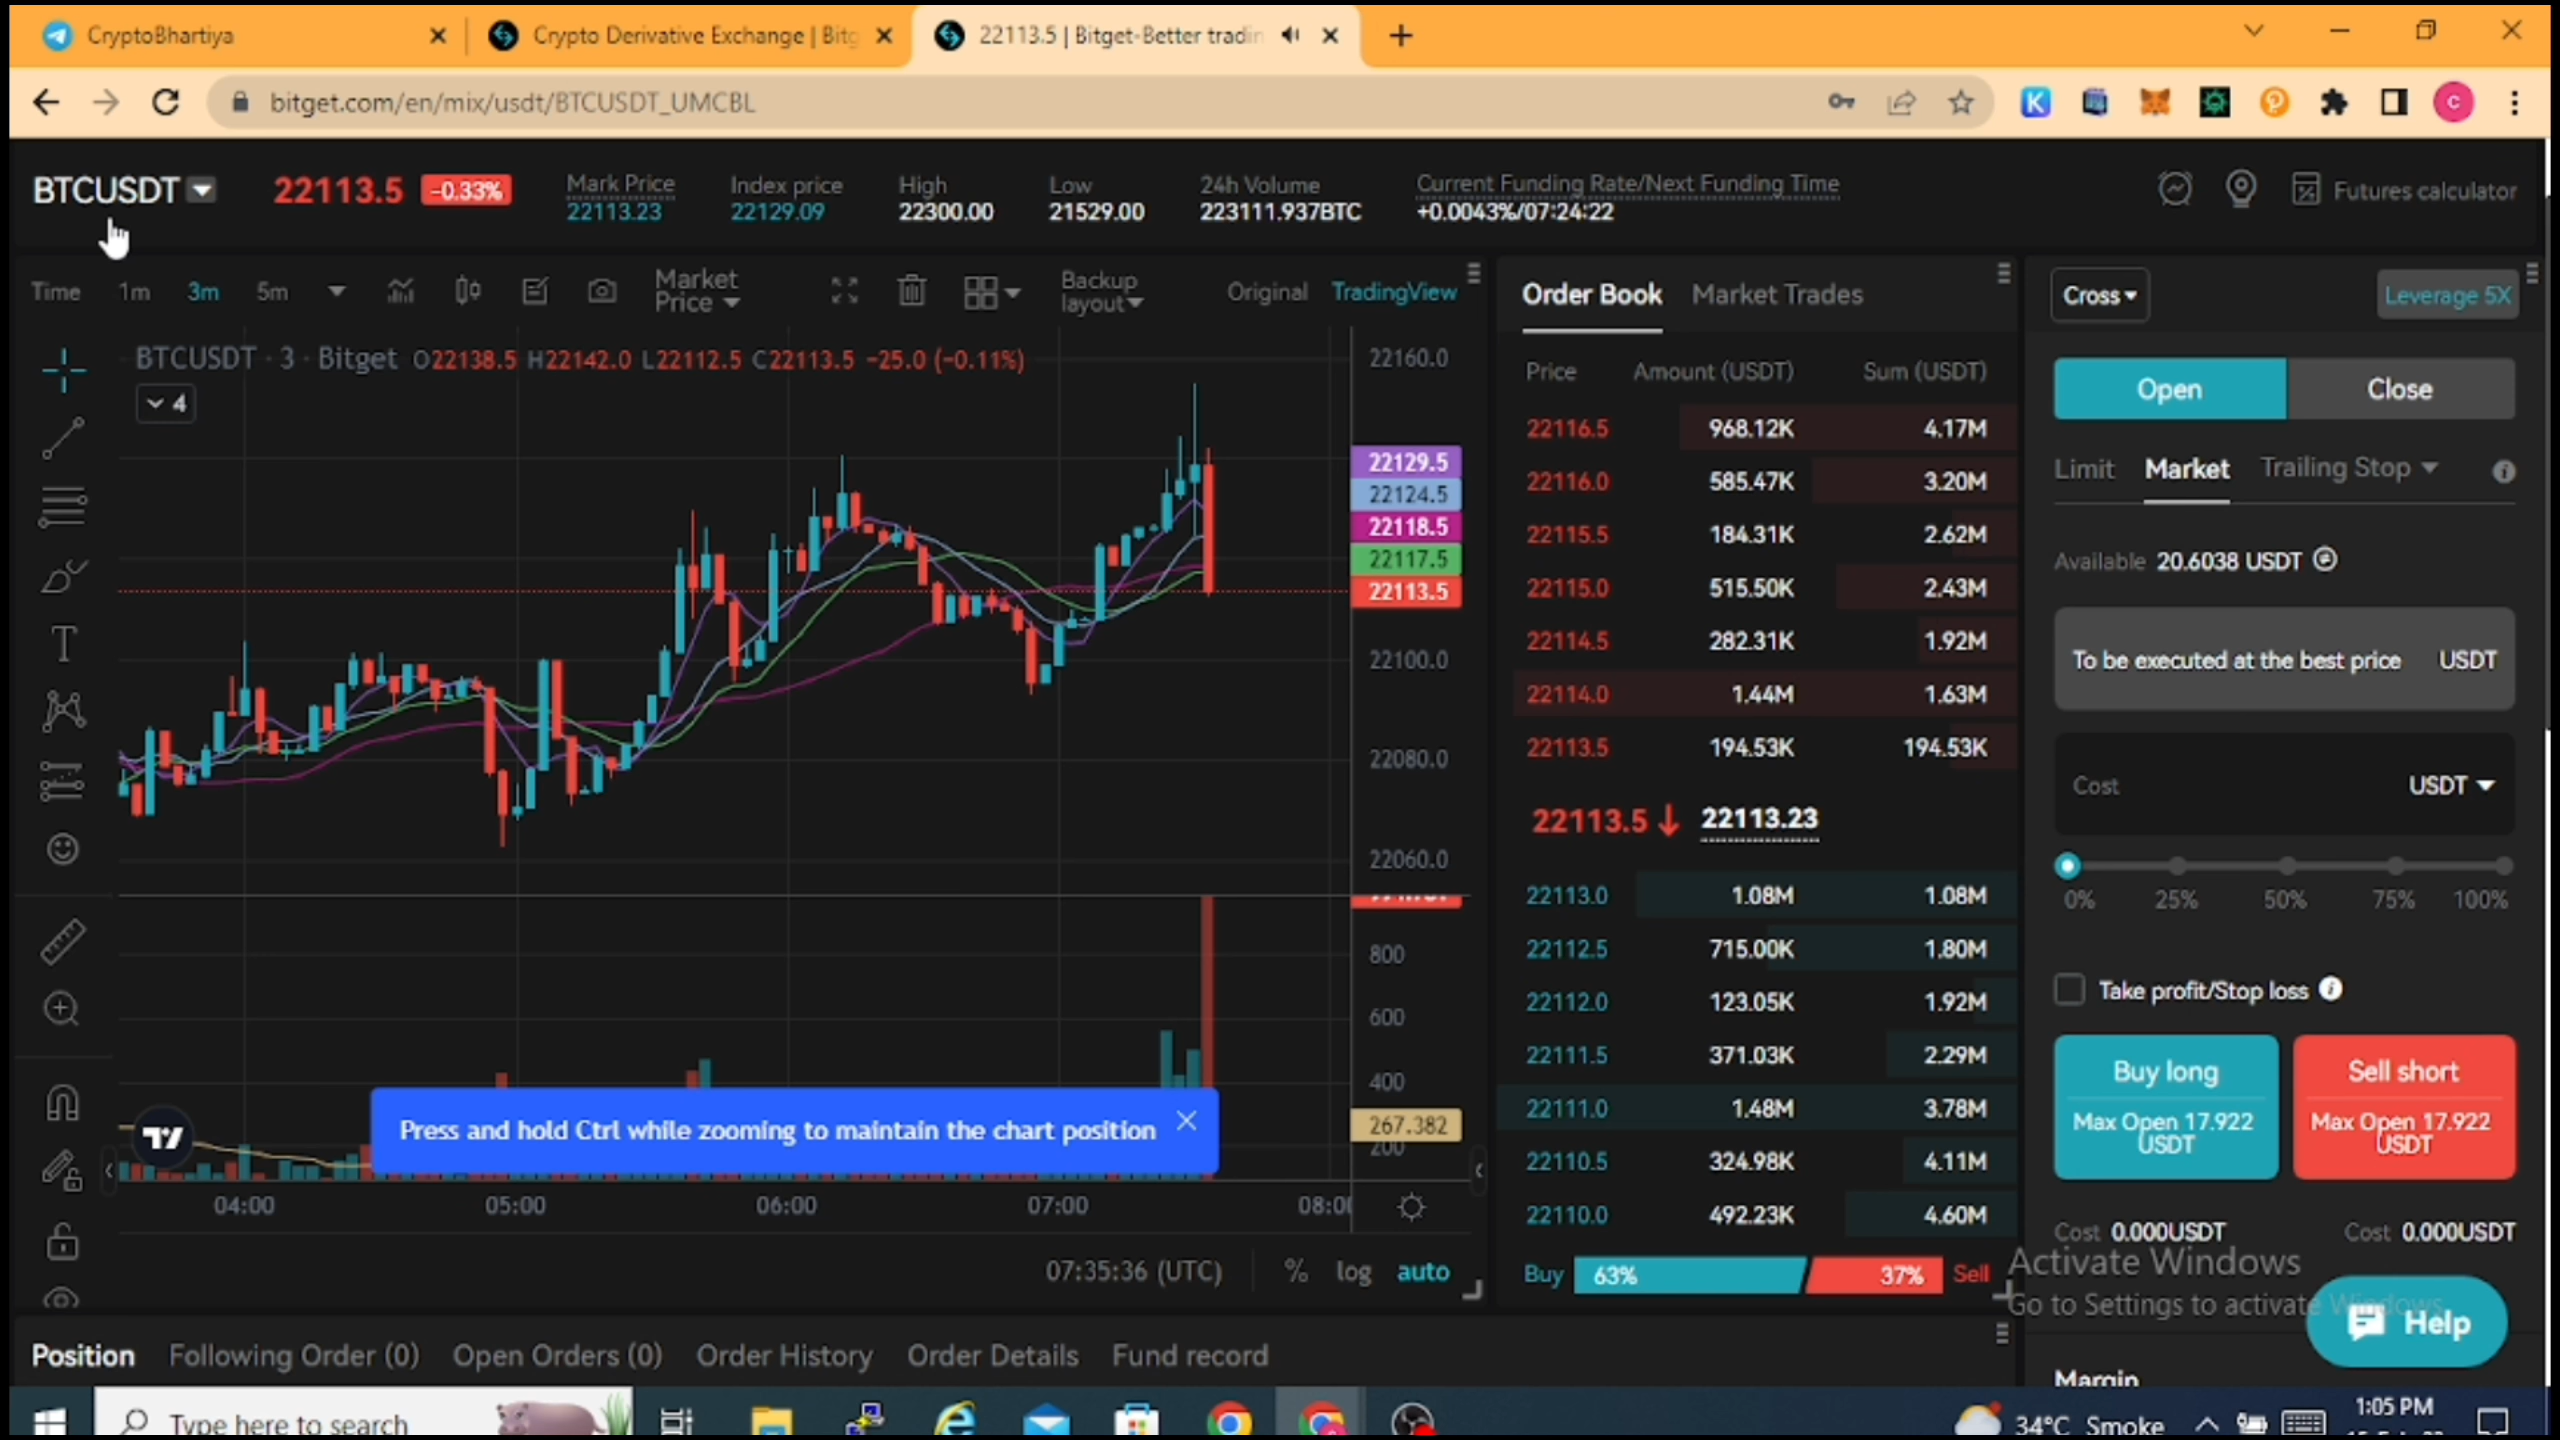 CryptoBhartiya
Crypto Derivative Exchange | Bitg
22113.5 | Bitget-Better tradin
bitget.com/en/mix/usdt/BTCUSDT_UMCBL
BTCUSDT 22113.5 -0.33%
Mark Price
22113.23
Index price
22129.09
High
22300.00
Low
21529.00
24h Volume
223111.937BTC
Current Funding Rate/Next Funding Time
+0.0043%/07:24:22
Futures calculator
Time 1m 3m 5m
Market
Price
Backup
layout
Original TradingView
BTCUSDT · 3 · Bitget O22138.5 H22142.0 L22112.5 C22113.5 -25.0 (-0.11%)
4
22160.0
22129.5
22124.5
22118.5
22117.5
22113.5
22100.0
22080.0
22060.0
800
600
400
267.382
200
Press and hold Ctrl while zooming to maintain the chart position
04:00 05:00 06:00 07:00
07:35:36 (UTC) % log auto
Order Book Market Trades
Price Amount (USDT) Sum (USDT)
22116.5 968.12K 4.17M
22116.0 585.47K 3.20M
22115.5 184.31K 2.62M
22115.0 515.50K 2.43M
22114.5 282.31K 1.92M
22114.0 1.44M 1.63M
22113.5 194.53K 194.53K
22113.5↓ 22113.23
22113.0 1.08M 1.08M
22112.5 715.00K 1.80M
22112.0 123.05K 1.92M
22111.5 371.03K 2.29M
22111.0 1.48M 3.78M
22110.5 324.98K 4.11M
22110.0 492.23K 4.60M
Buy 63% 37% Sell
Cross Leverage 5X
Open Close
Limit Market Trailing Stop
Available 20.6038 USDT
To be executed at the best price USDT
Cost USDT
0% 25% 50% 75% 100%
Take profit/Stop loss
Buy long
Max Open 17.922
USDT
Sell short
Max Open 17.922
USDT
Cost 0.000USDT Cost 0.000USDT
Activate Windows
Go to Settings to activate Windows.
Help
Margin
Position Following Order (0) Open Orders (0) Order History Order Details Fund record
Type here to search
34°C Smoke
1:05 PM